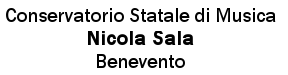 Conservatorio Statale di Musica
Nicola Sala
Benevento